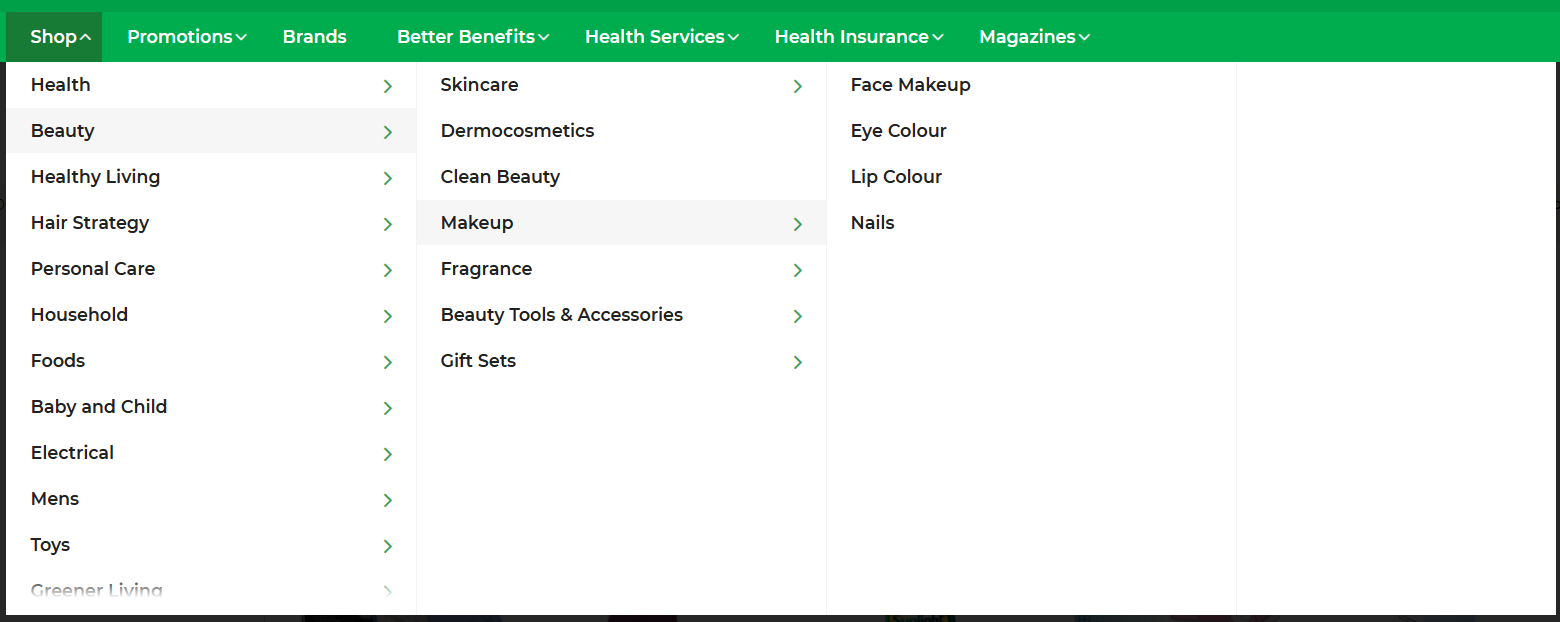 Shop
Promotions
Brands
Better Benefits
Health Services
Health Insurance
Magazines
Health
Beauty
Healthy Living
Hair Strategy
Personal Care
Household
Foods
Baby and Child
Electrical
Mens
Toys
Greener Living
Skincare
Dermocosmetics
Clean Beauty
Makeup
Fragrance
Beauty Tools & Accessories
Gift Sets
Face Makeup
Eye Colour
Lip Colour
Nails
Sunlight